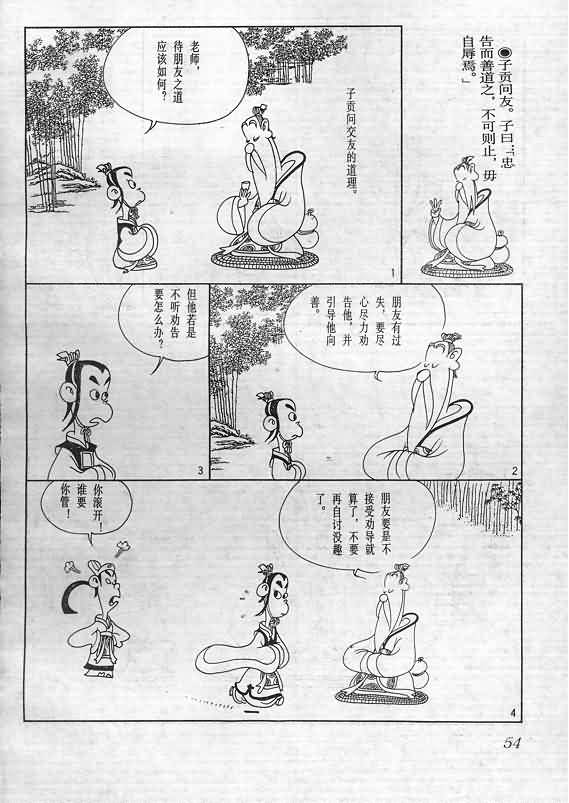 ●子贡问友。子曰：“忠
告而善道之，不可则止，毋
自辱焉。”
子贡问交友的道理。
老师，
待朋友之道
应该如何？
1
朋友有过
失，要尽
心尽力劝
告他，并
引导他向
善。
2
但他若是
不听劝告
要怎么办？
3
朋友要是不
接受劝导就
算了，不要
再自讨没趣
了。
你滚开！
谁要
你管！
4
54